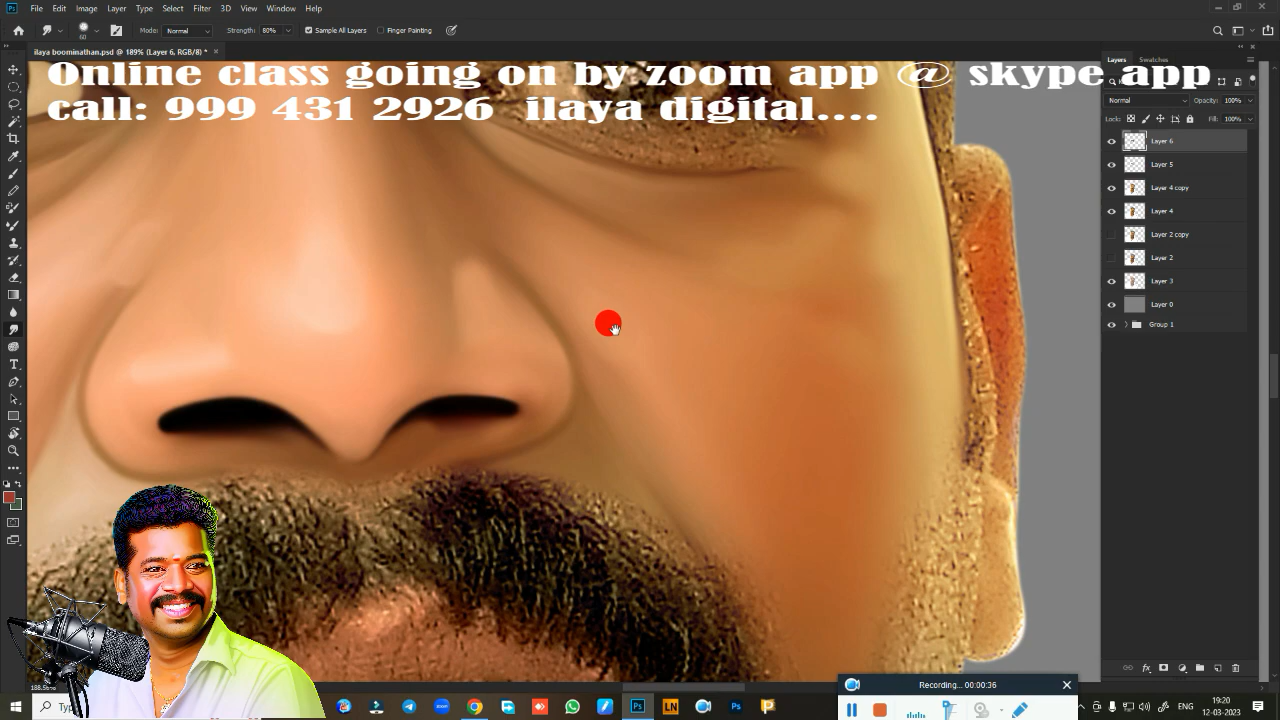 File Edit Image Layer Type Select Filter 3D View Window Help
Mode: Normal Strength: 80% Sample All Layers Finger Painting
ilaya boominathan.psd @ 189% (Layer 6, RGB/8) *
Online class going on by zoom app @ skype app
call: 999 431 2926 ilaya digital....
Layers Swatches
Normal Opacity: 100%
Lock: Fill: 100%
Layer 6
Layer 5
Layer 4 copy
Layer 4
Layer 2 copy
Layer 2
Layer 3
Layer 0
Group 1
Recording... 00:00:36
ENG
19:20
12-03-2023